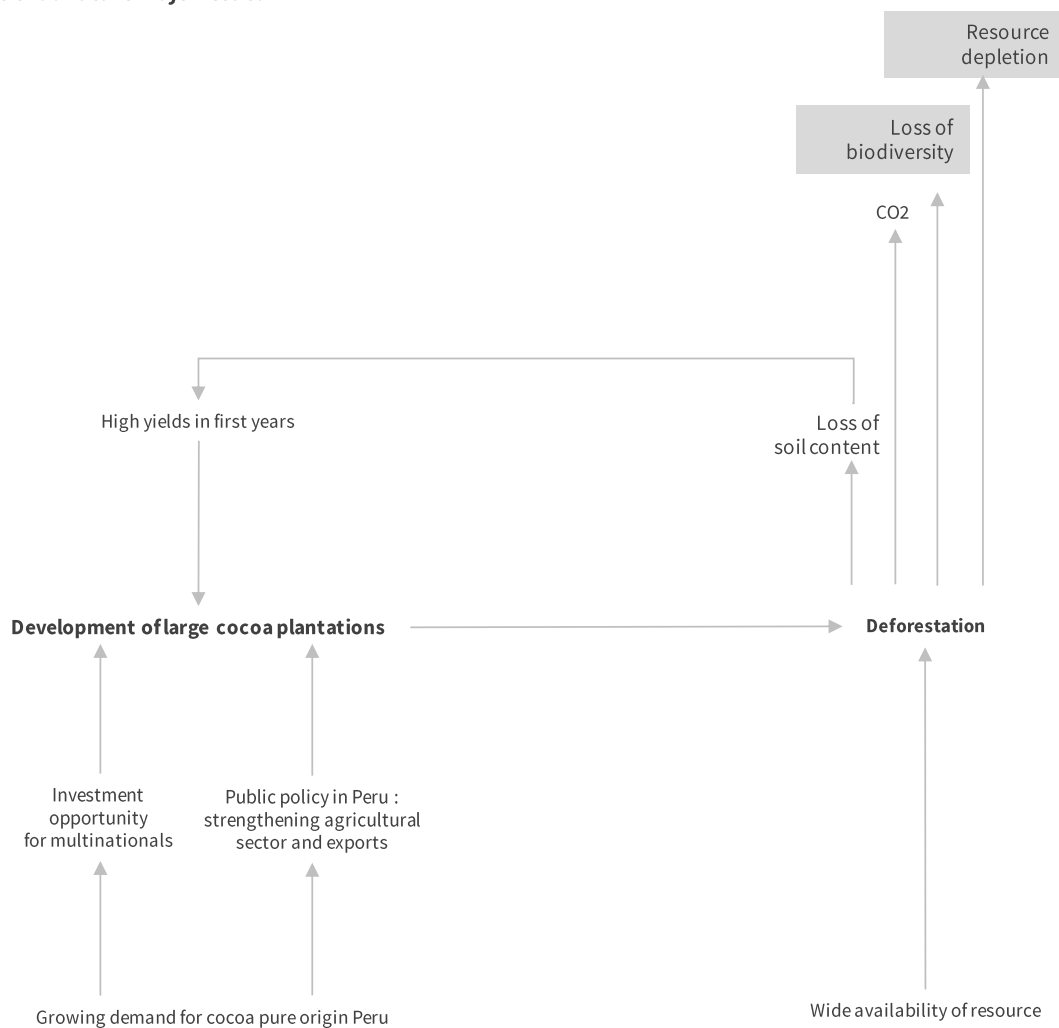 Resource
depletion
Loss of
biodiversity
CO2
High yields in first years
Loss of
soil content
Development of large cocoa plantations
Deforestation
Investment
opportunity
for multinationals
Public policy in Peru :
strengthening agricultural
sector and exports
Growing demand for cocoa pure origin Peru
Wide availability of resource